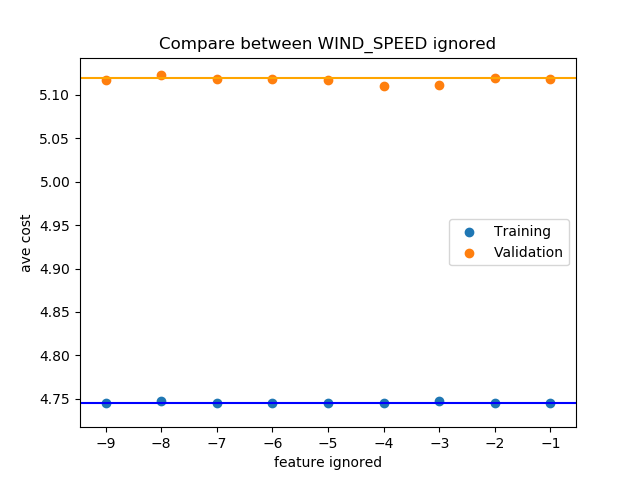 Compare between WIND_SPEED ignored
ave cost
5.10
5.05
5.00
4.95
4.90
4.85
4.80
4.75
Training
Validation
−9 −8 −7 −6 −5 −4 −3 −2 −1
feature ignored